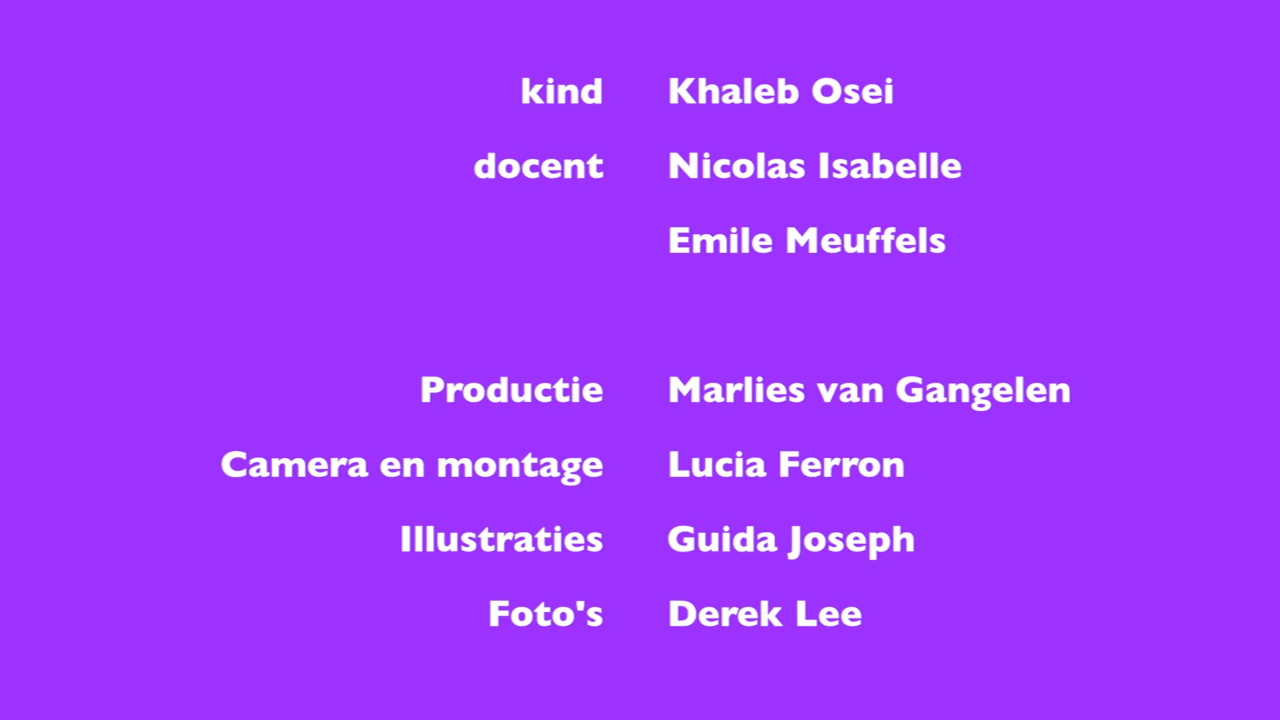 kind Khaleb Osei
docent Nicolas Isabelle
Emile Meuffels
Productie Marlies van Gangelen
Camera en montage Lucia Ferron
Illustraties Guida Joseph
Foto's Derek Lee